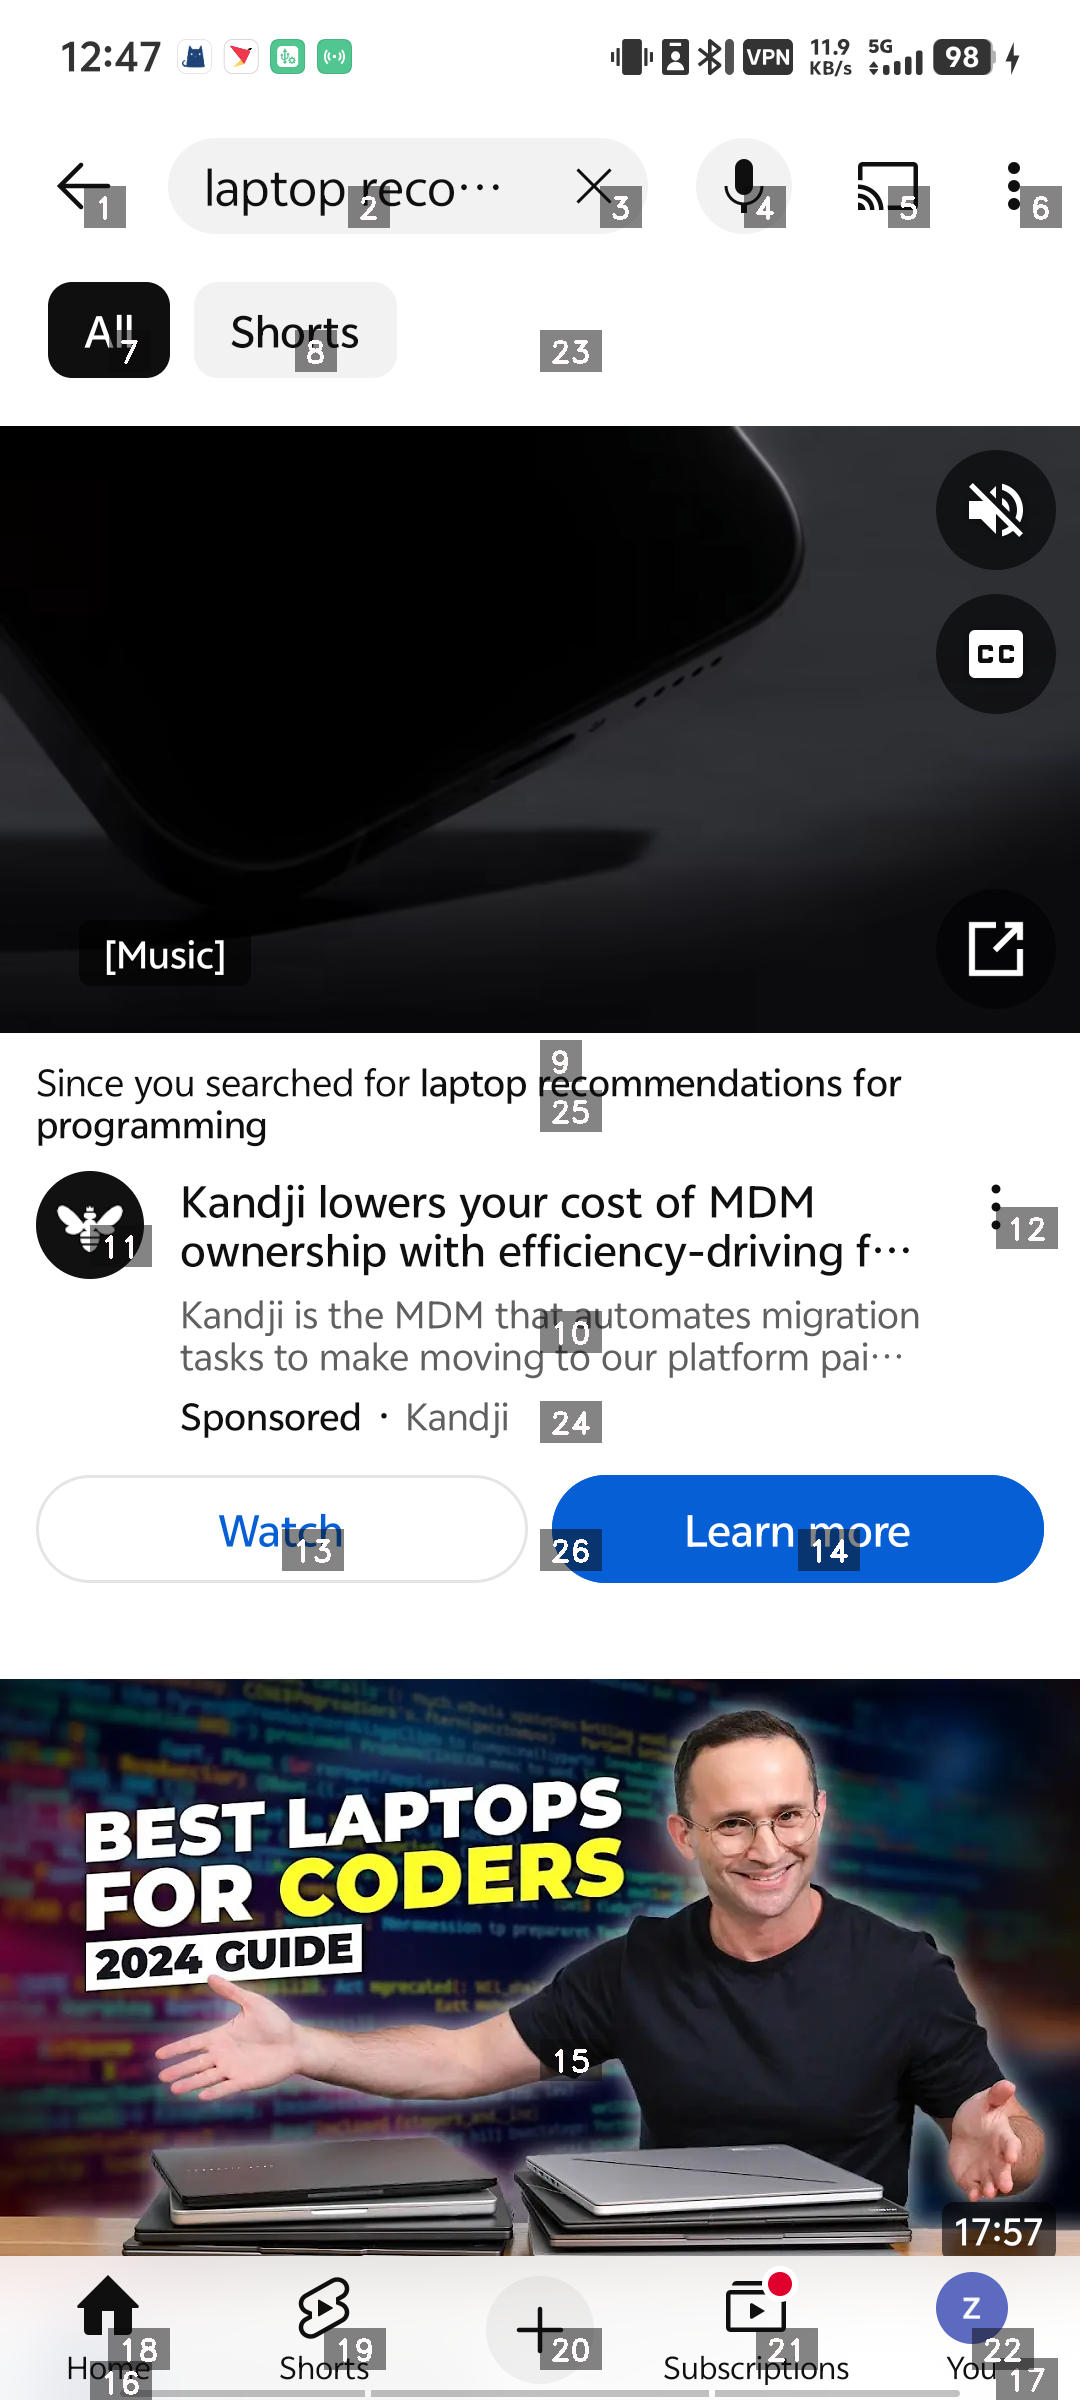 12:47
VPN
11.9
KB/s
5G
98
laptop reco···
1
2
3
4
5
6
All
Shorts
7
8
23
CC
[Music]
9
Since you searched for laptop recommendations for
programming
25
Kandji lowers your cost of MDM
ownership with efficiency-driving f···
11
12
Kandji is the MDM that automates migration
tasks to make moving to our platform pai···
10
Sponsored · Kandji
24
Watch
Learn more
13
26
14
BEST LAPTOPS
FOR CODERS
2024 GUIDE
15
17:57
Z
18
19
20
21
22
Home
Shorts
Subscriptions
You
16
17